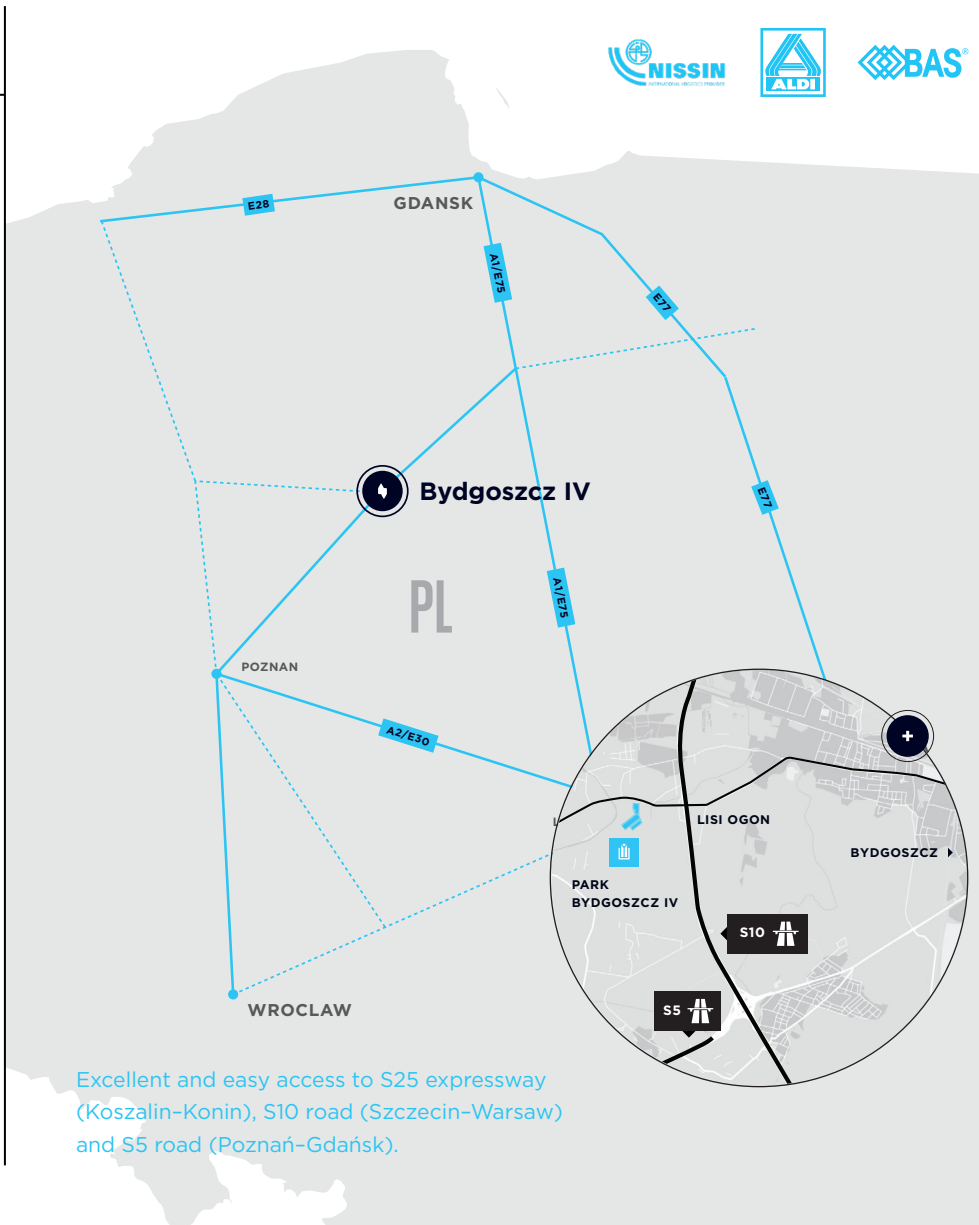 NISSIN
INTERNATIONAL LOGISTICS PROVIDER
ALDI
BAS®
E28
GDANSK
A1/E75
E77
Bydgoszcz IV
E77
PL
A1/E75
POZNAN
A2/E30
L
LISI OGON
BYDGOSZCZ
PARK
BYDGOSZCZ IV
S10
S5
WROCLAW
Excellent and easy access to S25 expressway
(Koszalin–Konin), S10 road (Szczecin–Warsaw)
and S5 road (Poznań–Gdańsk).